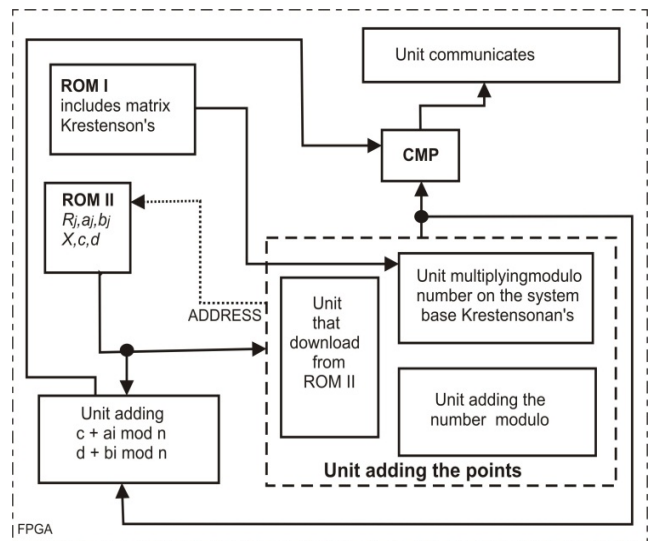 Unit communicates
ROM I
includes matrix
Krestenson's
CMP
ROM II
Rj,aj,bj
X,c,d
ADDRESS
Unit
that
download
from
ROM II
Unit multiplyingmodulo
number on the system
base Krestensonan's
Unit adding the
number modulo
Unit adding the points
Unit adding
c + ai mod n
d + bi mod n
FPGA